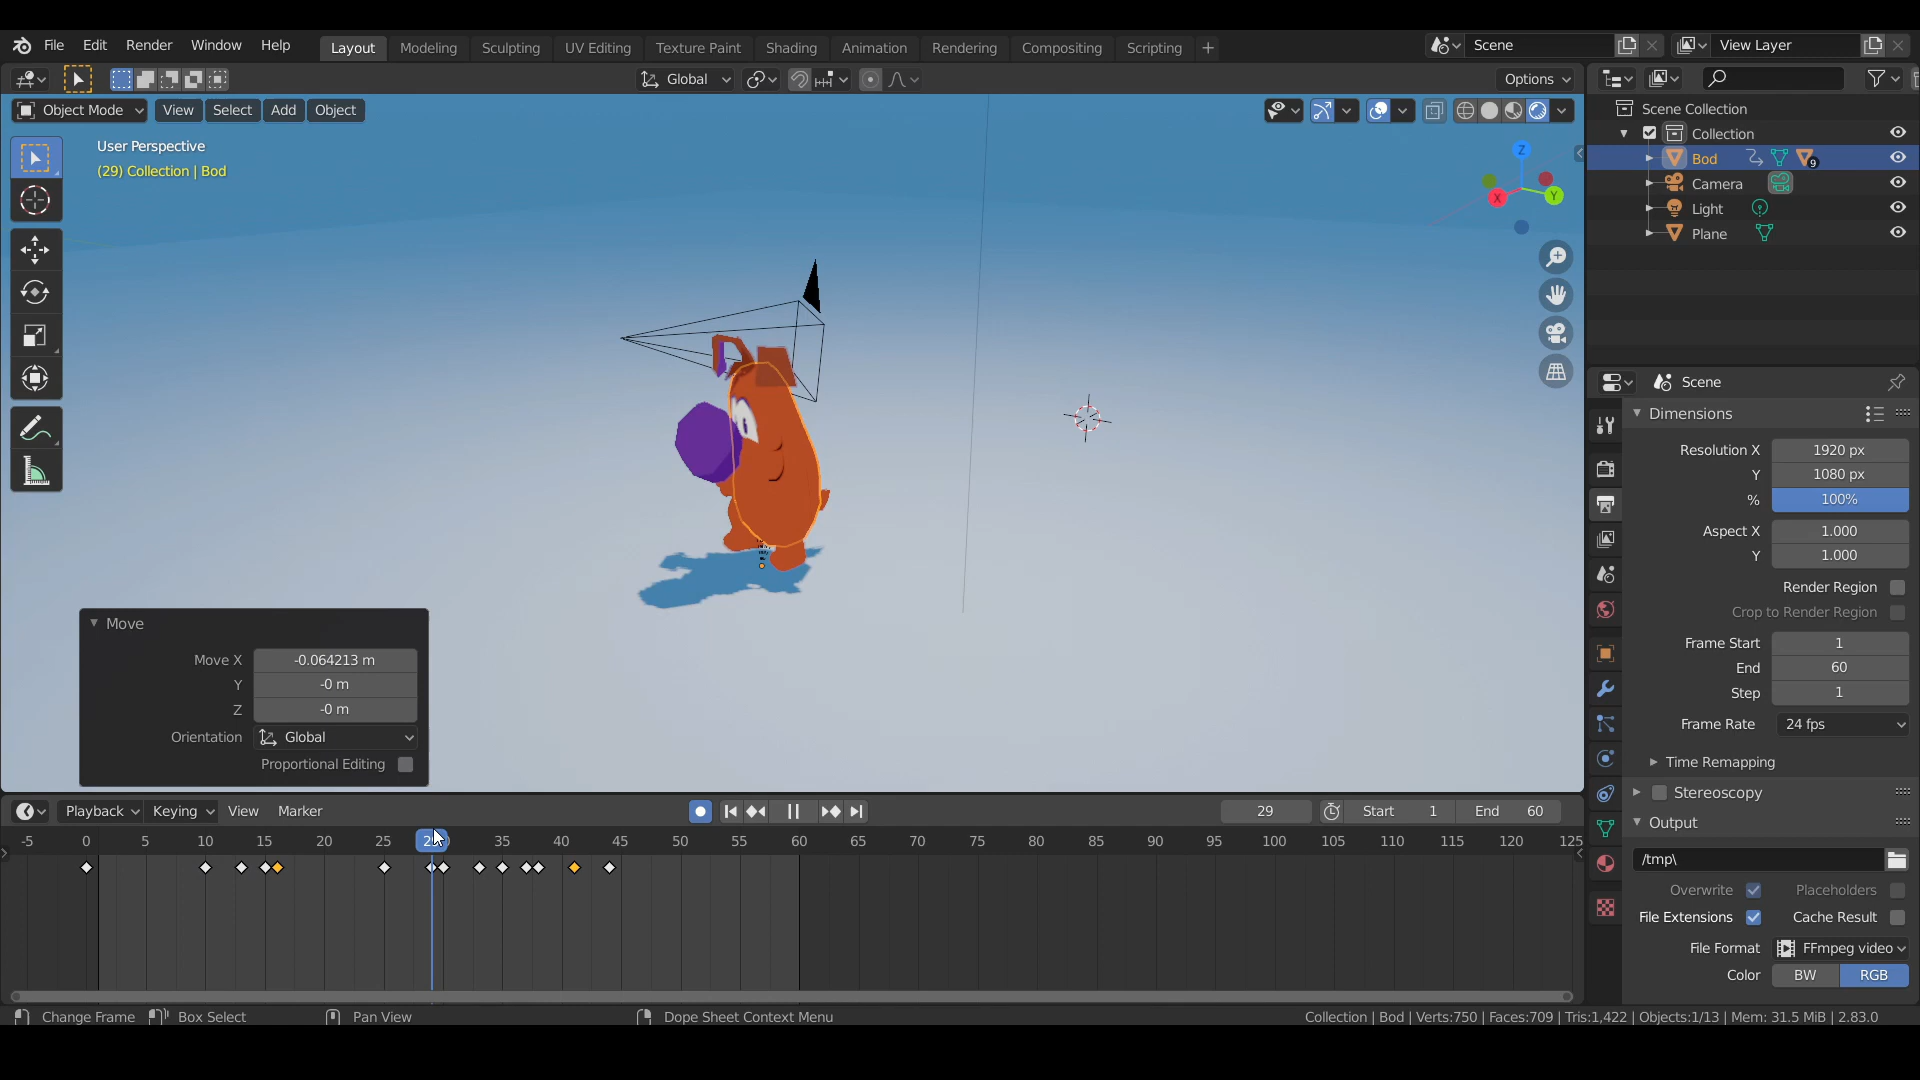 File Edit Render Window Help Layout Modeling Sculpting UV Editing Texture Paint Shading Animation Rendering Compositing Scripting + Scene View Layer
Global Options
Object Mode View Select Add Object
User Perspective
(29) Collection | Bod
Z
X Y
Scene Collection
Collection
Bod 9
Camera
Light
Plane
Scene
Dimensions
Resolution X 1920 px
Y 1080 px
% 100%
Aspect X 1.000
Y 1.000
Render Region
Crop to Render Region
Frame Start 1
End 60
Step 1
Frame Rate 24 fps
Time Remapping
Stereoscopy
Output
/tmp\
Overwrite Placeholders
File Extensions Cache Result
File Format FFmpeg video
Color BW RGB
Move
Move X -0.064213 m
Y -0 m
Z -0 m
Orientation Global
Proportional Editing
Playback Keying View Marker 29 Start 1 End 60
-5 0 5 10 15 20 25 35 40 45 50 55 60 65 70 75 80 85 90 95 100 105 110 115 120 125
Change Frame Box Select Pan View Dope Sheet Context Menu Collection | Bod | Verts:750 | Faces:709 | Tris:1,422 | Objects:1/13 | Mem: 31.5 MiB | 2.83.0